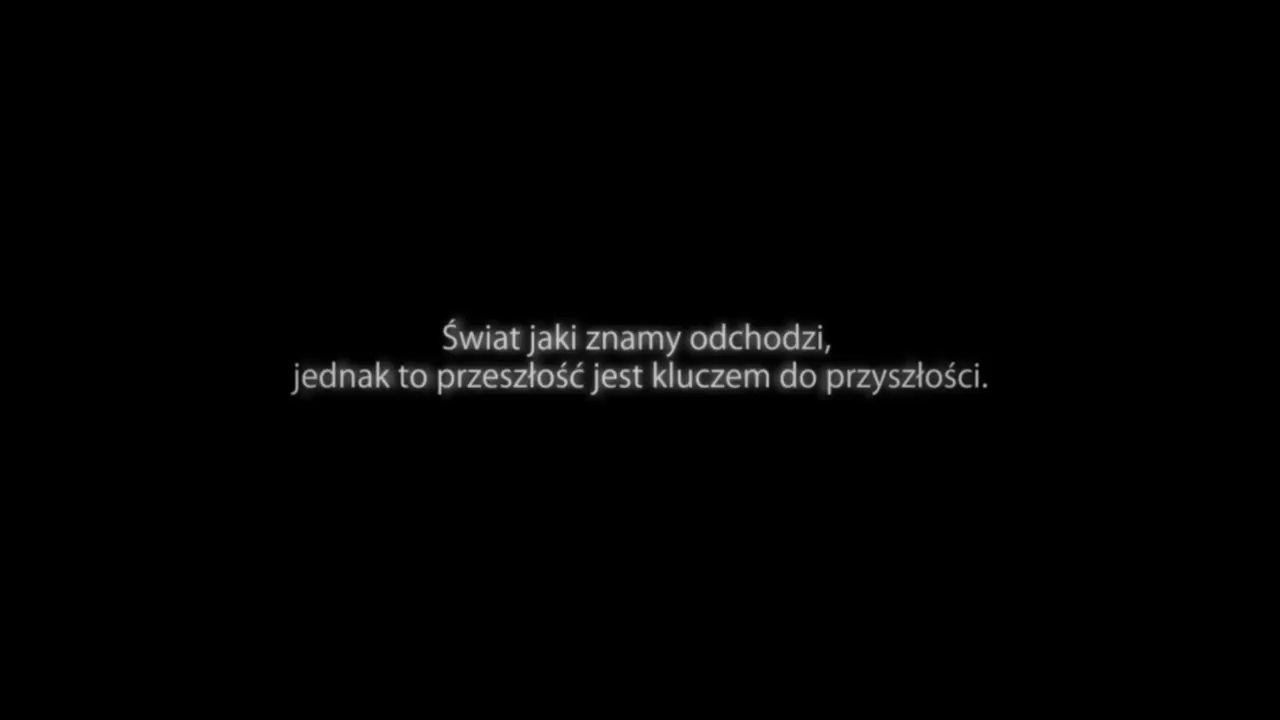 Świat jaki znamy odchodzi,
jednak to przeszłość jest kluczem do przyszłości.